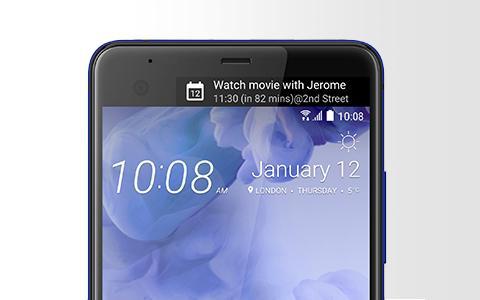 12
Watch movie with Jerome
11:30 (in 82 mins)@2nd Street
10:08
10:08 AM
January 12
LONDON • THURSDAY • 5°C